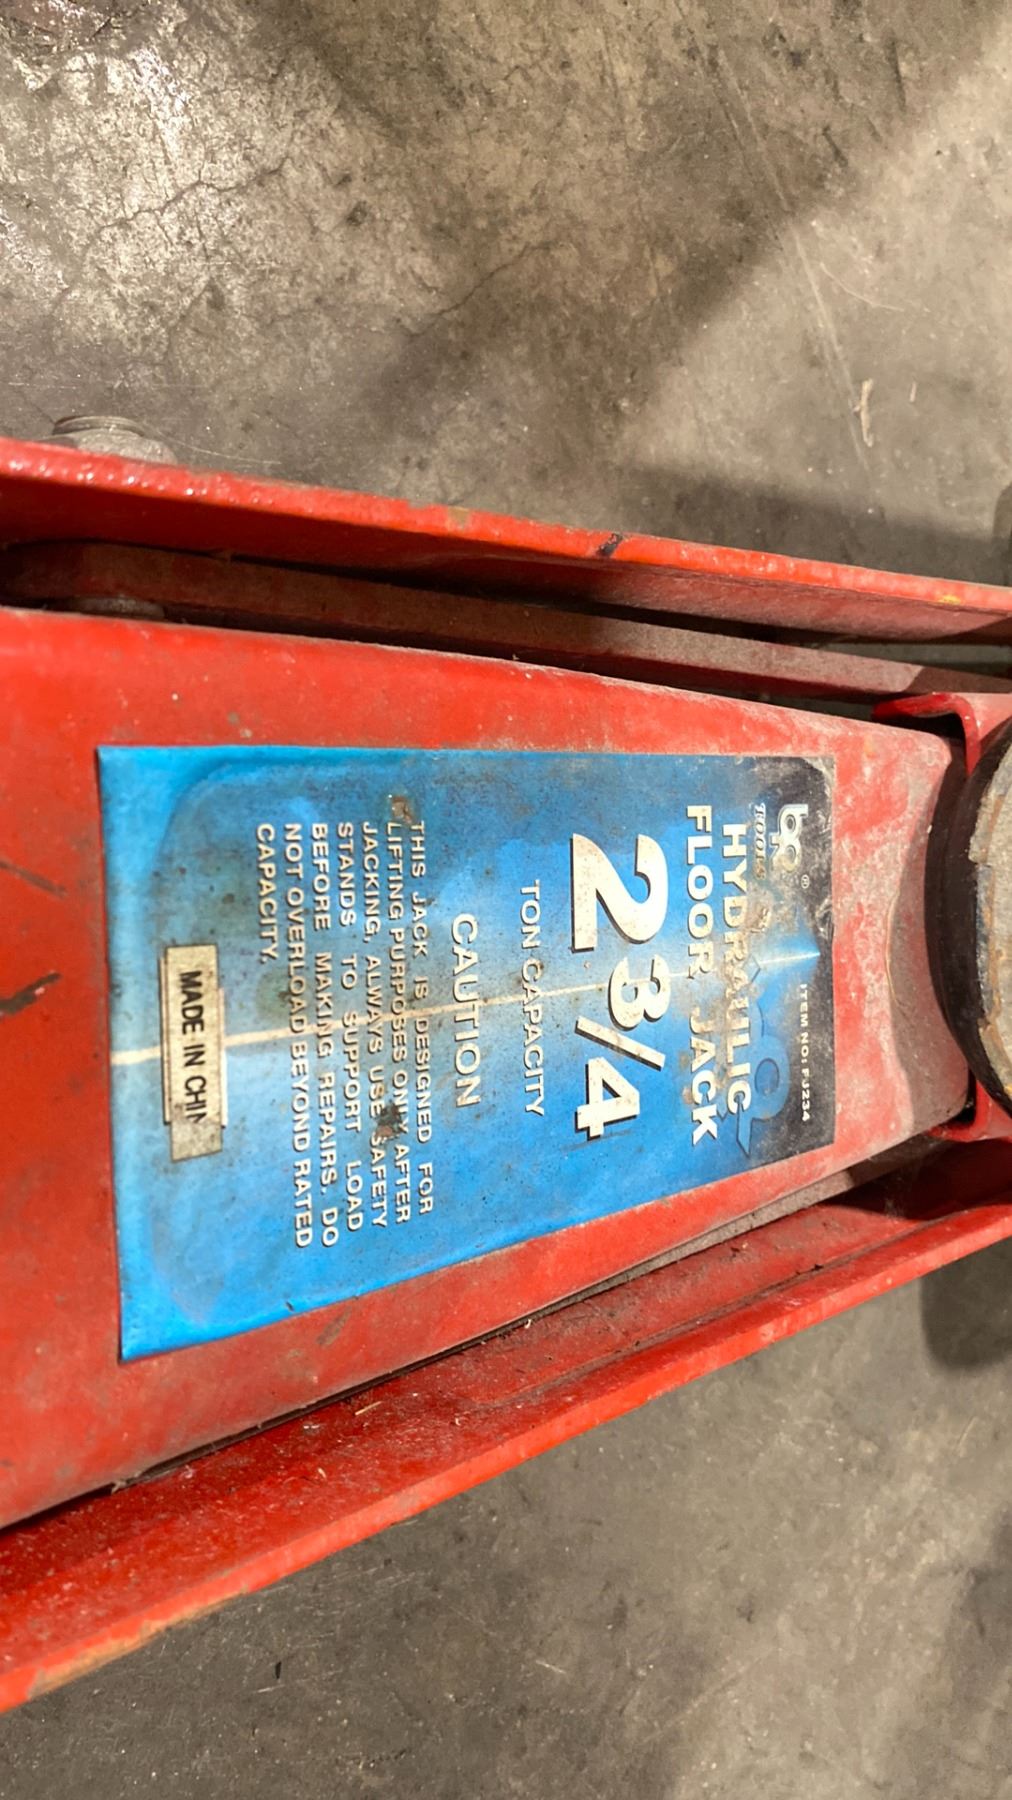 TOOLS ®
ITEM NO: FJ234
HYDRAULIC
FLOOR JACK
2 3/4
TON CAPACITY
CAUTION
THIS JACK IS DESIGNED FOR
LIFTING PURPOSES ONLY AFTER
JACKING, ALWAYS USE SAFETY
STANDS TO SUPPORT LOAD
BEFORE MAKING REPAIRS. DO
NOT OVERLOAD BEYOND RATED
CAPACITY.
MADE IN CHIN